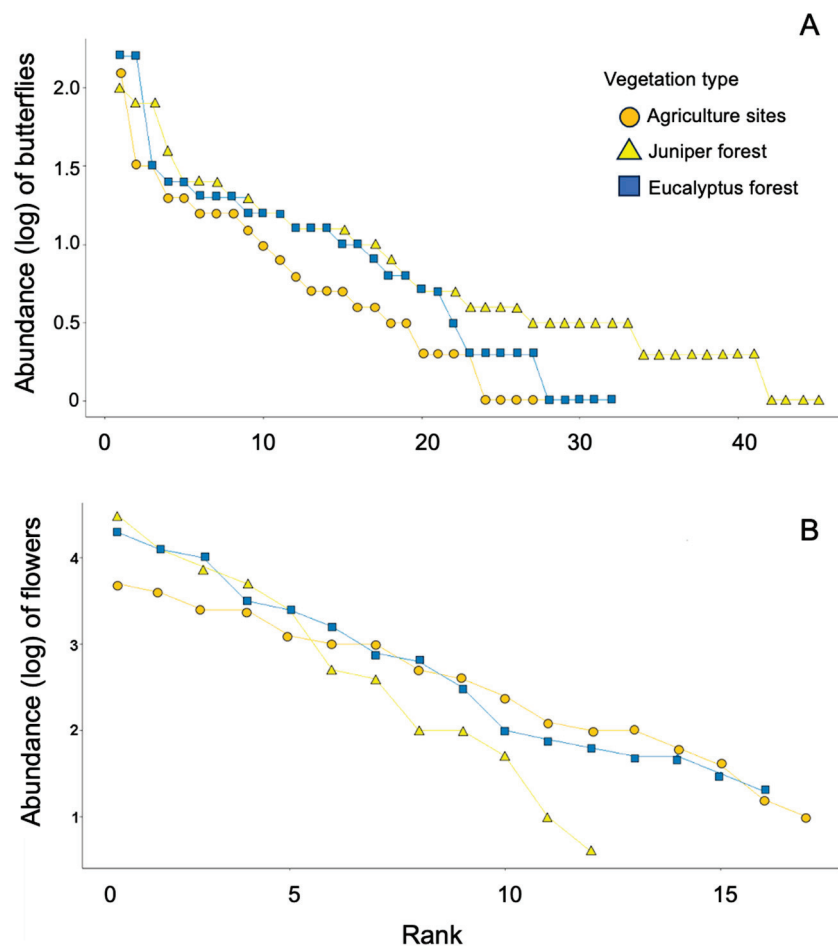 A
Abundance (log) of butterflies
2.0
1.5
1.0
0.5
0
0
10
20
30
40
Vegetation type
Agriculture sites
Juniper forest
Eucalyptus forest
B
Abundance (log) of flowers
4
3
2
1
0
5
10
15
Rank